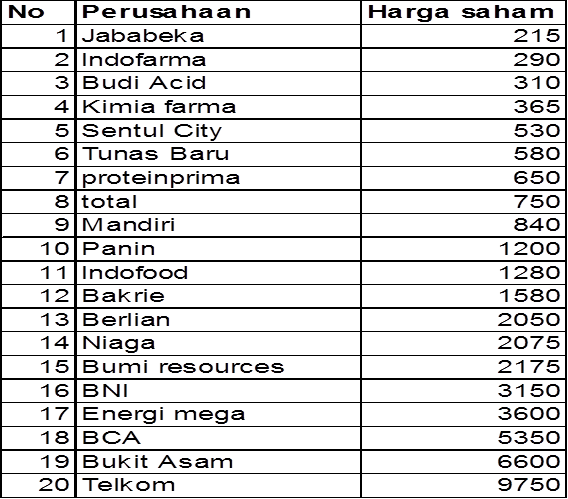 No Perusahaan Harga saham
1 Jababeka 215
2 Indofarma 290
3 Budi Acid 310
4 Kimia farma 365
5 Sentul City 530
6 Tunas Baru 580
7 proteinprima 650
8 total 750
9 Mandiri 840
10 Panin 1200
11 Indofood 1280
12 Bakrie 1580
13 Berlian 2050
14 Niaga 2075
15 Bumi resources 2175
16 BNI 3150
17 Energi mega 3600
18 BCA 5350
19 Bukit Asam 6600
20 Telkom 9750